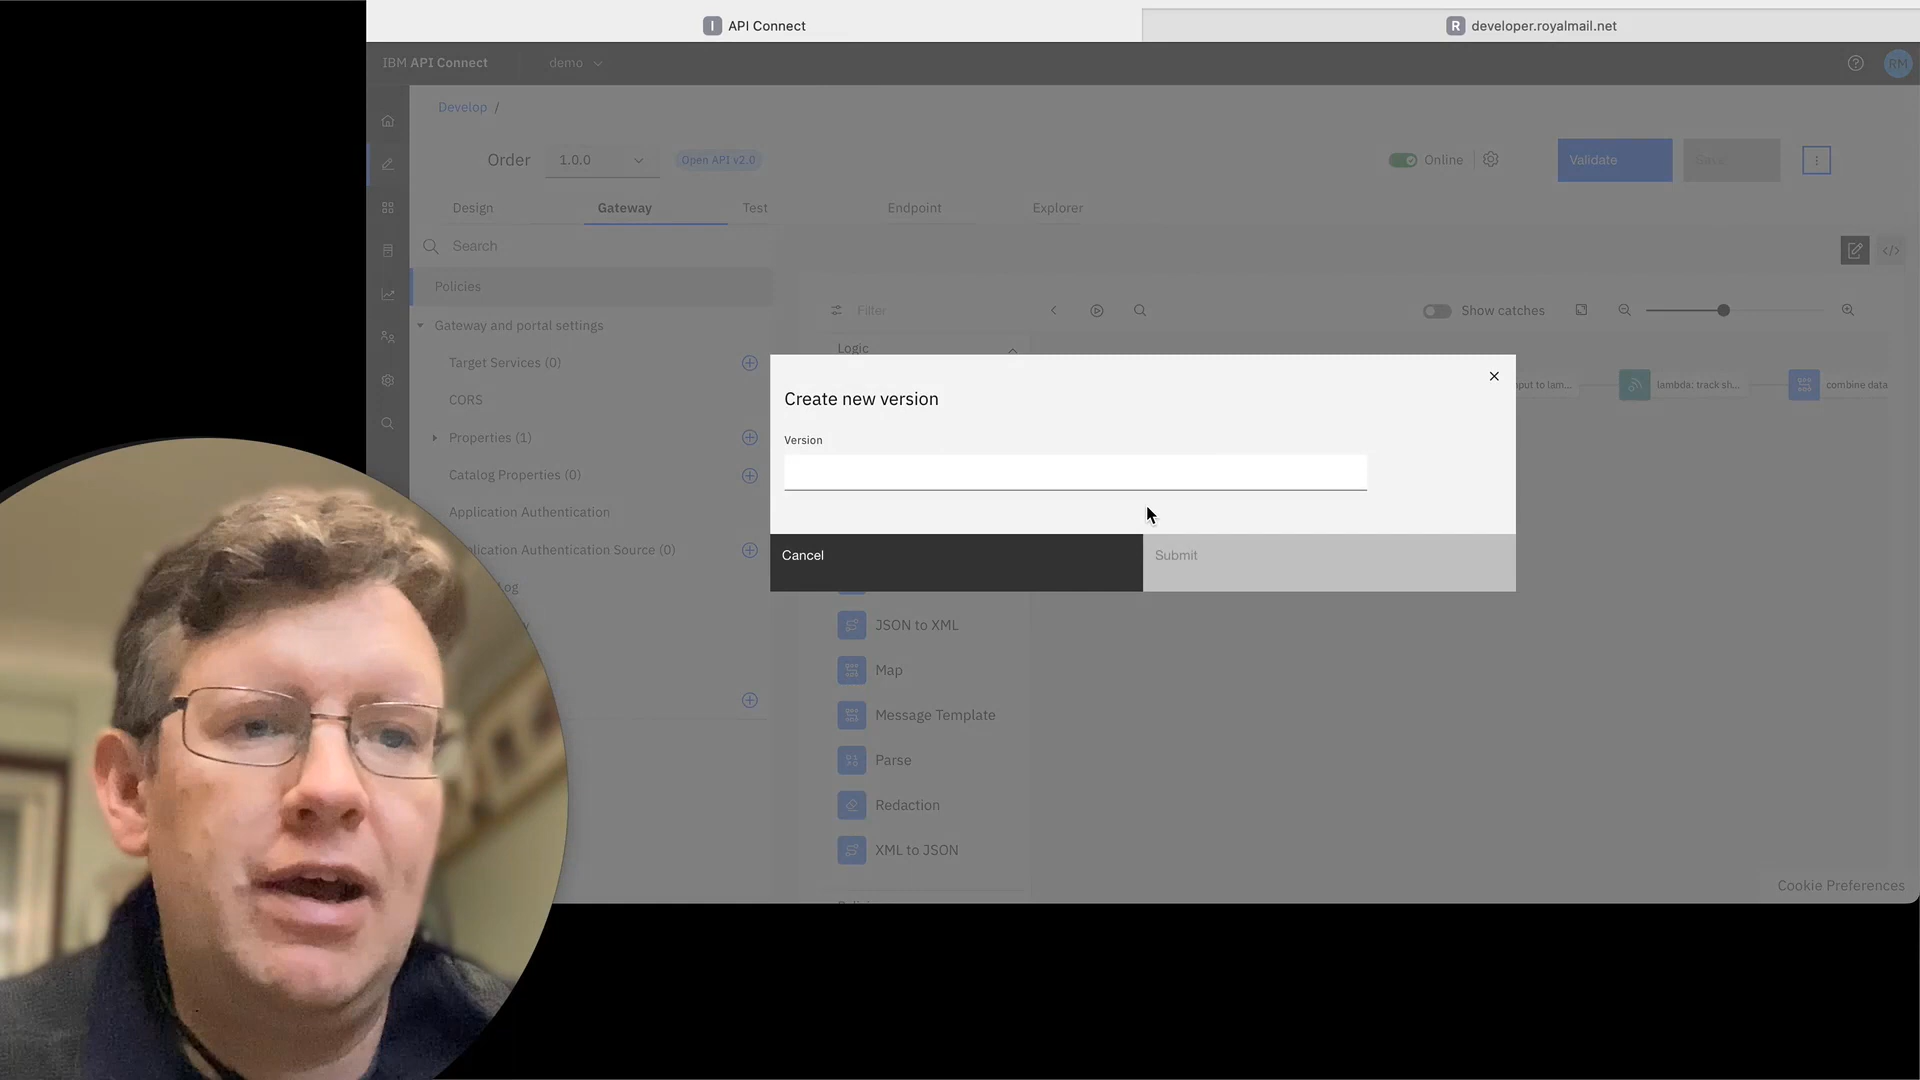 I API Connect
R developer.royalmail.net
IBM API Connect
demo
RM
Develop /
Order
1.0.0
Open API v2.0
Online
Validate
Save
Design
Gateway
Test
Endpoint
Explorer
Search
Policies
Filter
Show catches
Gateway and portal settings
Logic
Target Services (0)
CORS
Properties (1)
Catalog Properties (0)
Application Authentication
Application Authentication Source (0)
Create new version
Version
Cancel
Submit
lambda: track sh...
combine data
JSON to XML
Map
Message Template
Parse
Redaction
XML to JSON
Cookie Preferences